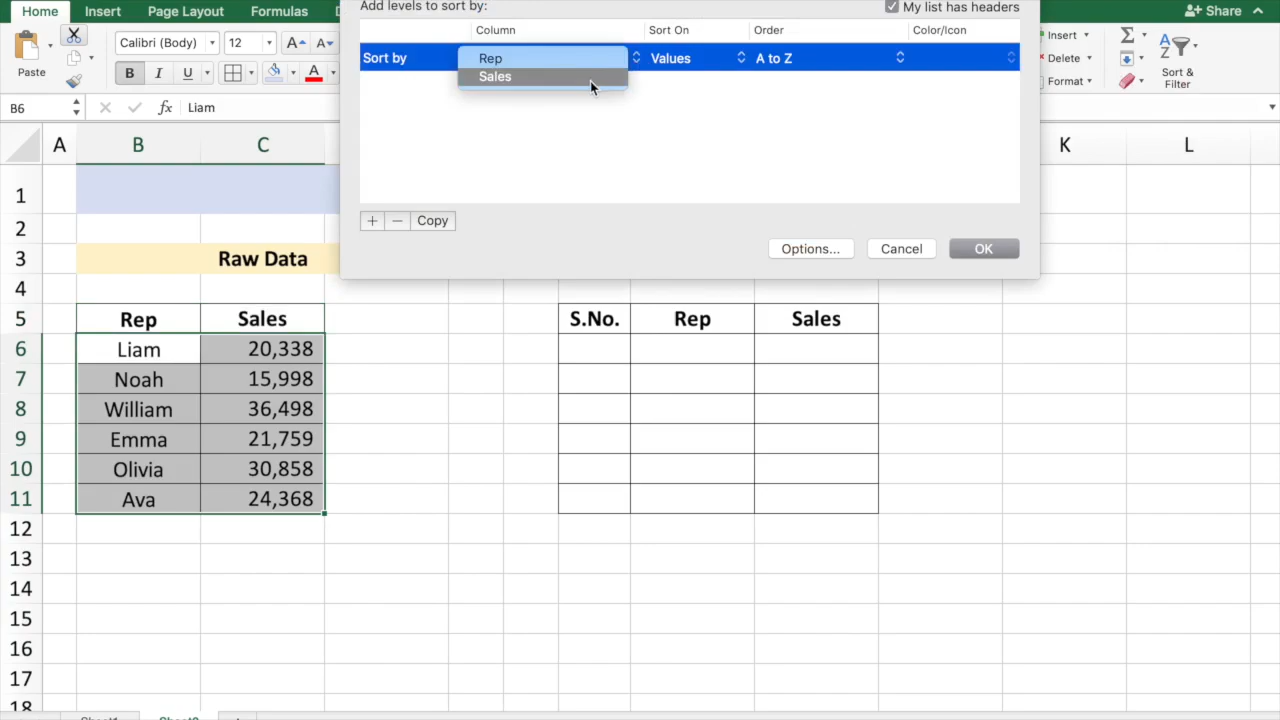 Home Insert Page Layout Formulas Share
Add levels to sort by:
My list has headers
Column Sort On Order Color/Icon
Sort by Rep Values A to Z
Sales
Paste Calibri (Body) 12 A A
B I U A
Insert
Delete
Format
Σ
A
Z
Sort &
Filter
B6 fx Liam
+ − Copy
Options... Cancel OK
A B C K L
1
2
3 Raw Data
4
5 Rep Sales S.No. Rep Sales
6 Liam 20,338
7 Noah 15,998
8 William 36,498
9 Emma 21,759
10 Olivia 30,858
11 Ava 24,368
12
13
14
15
16
17
18